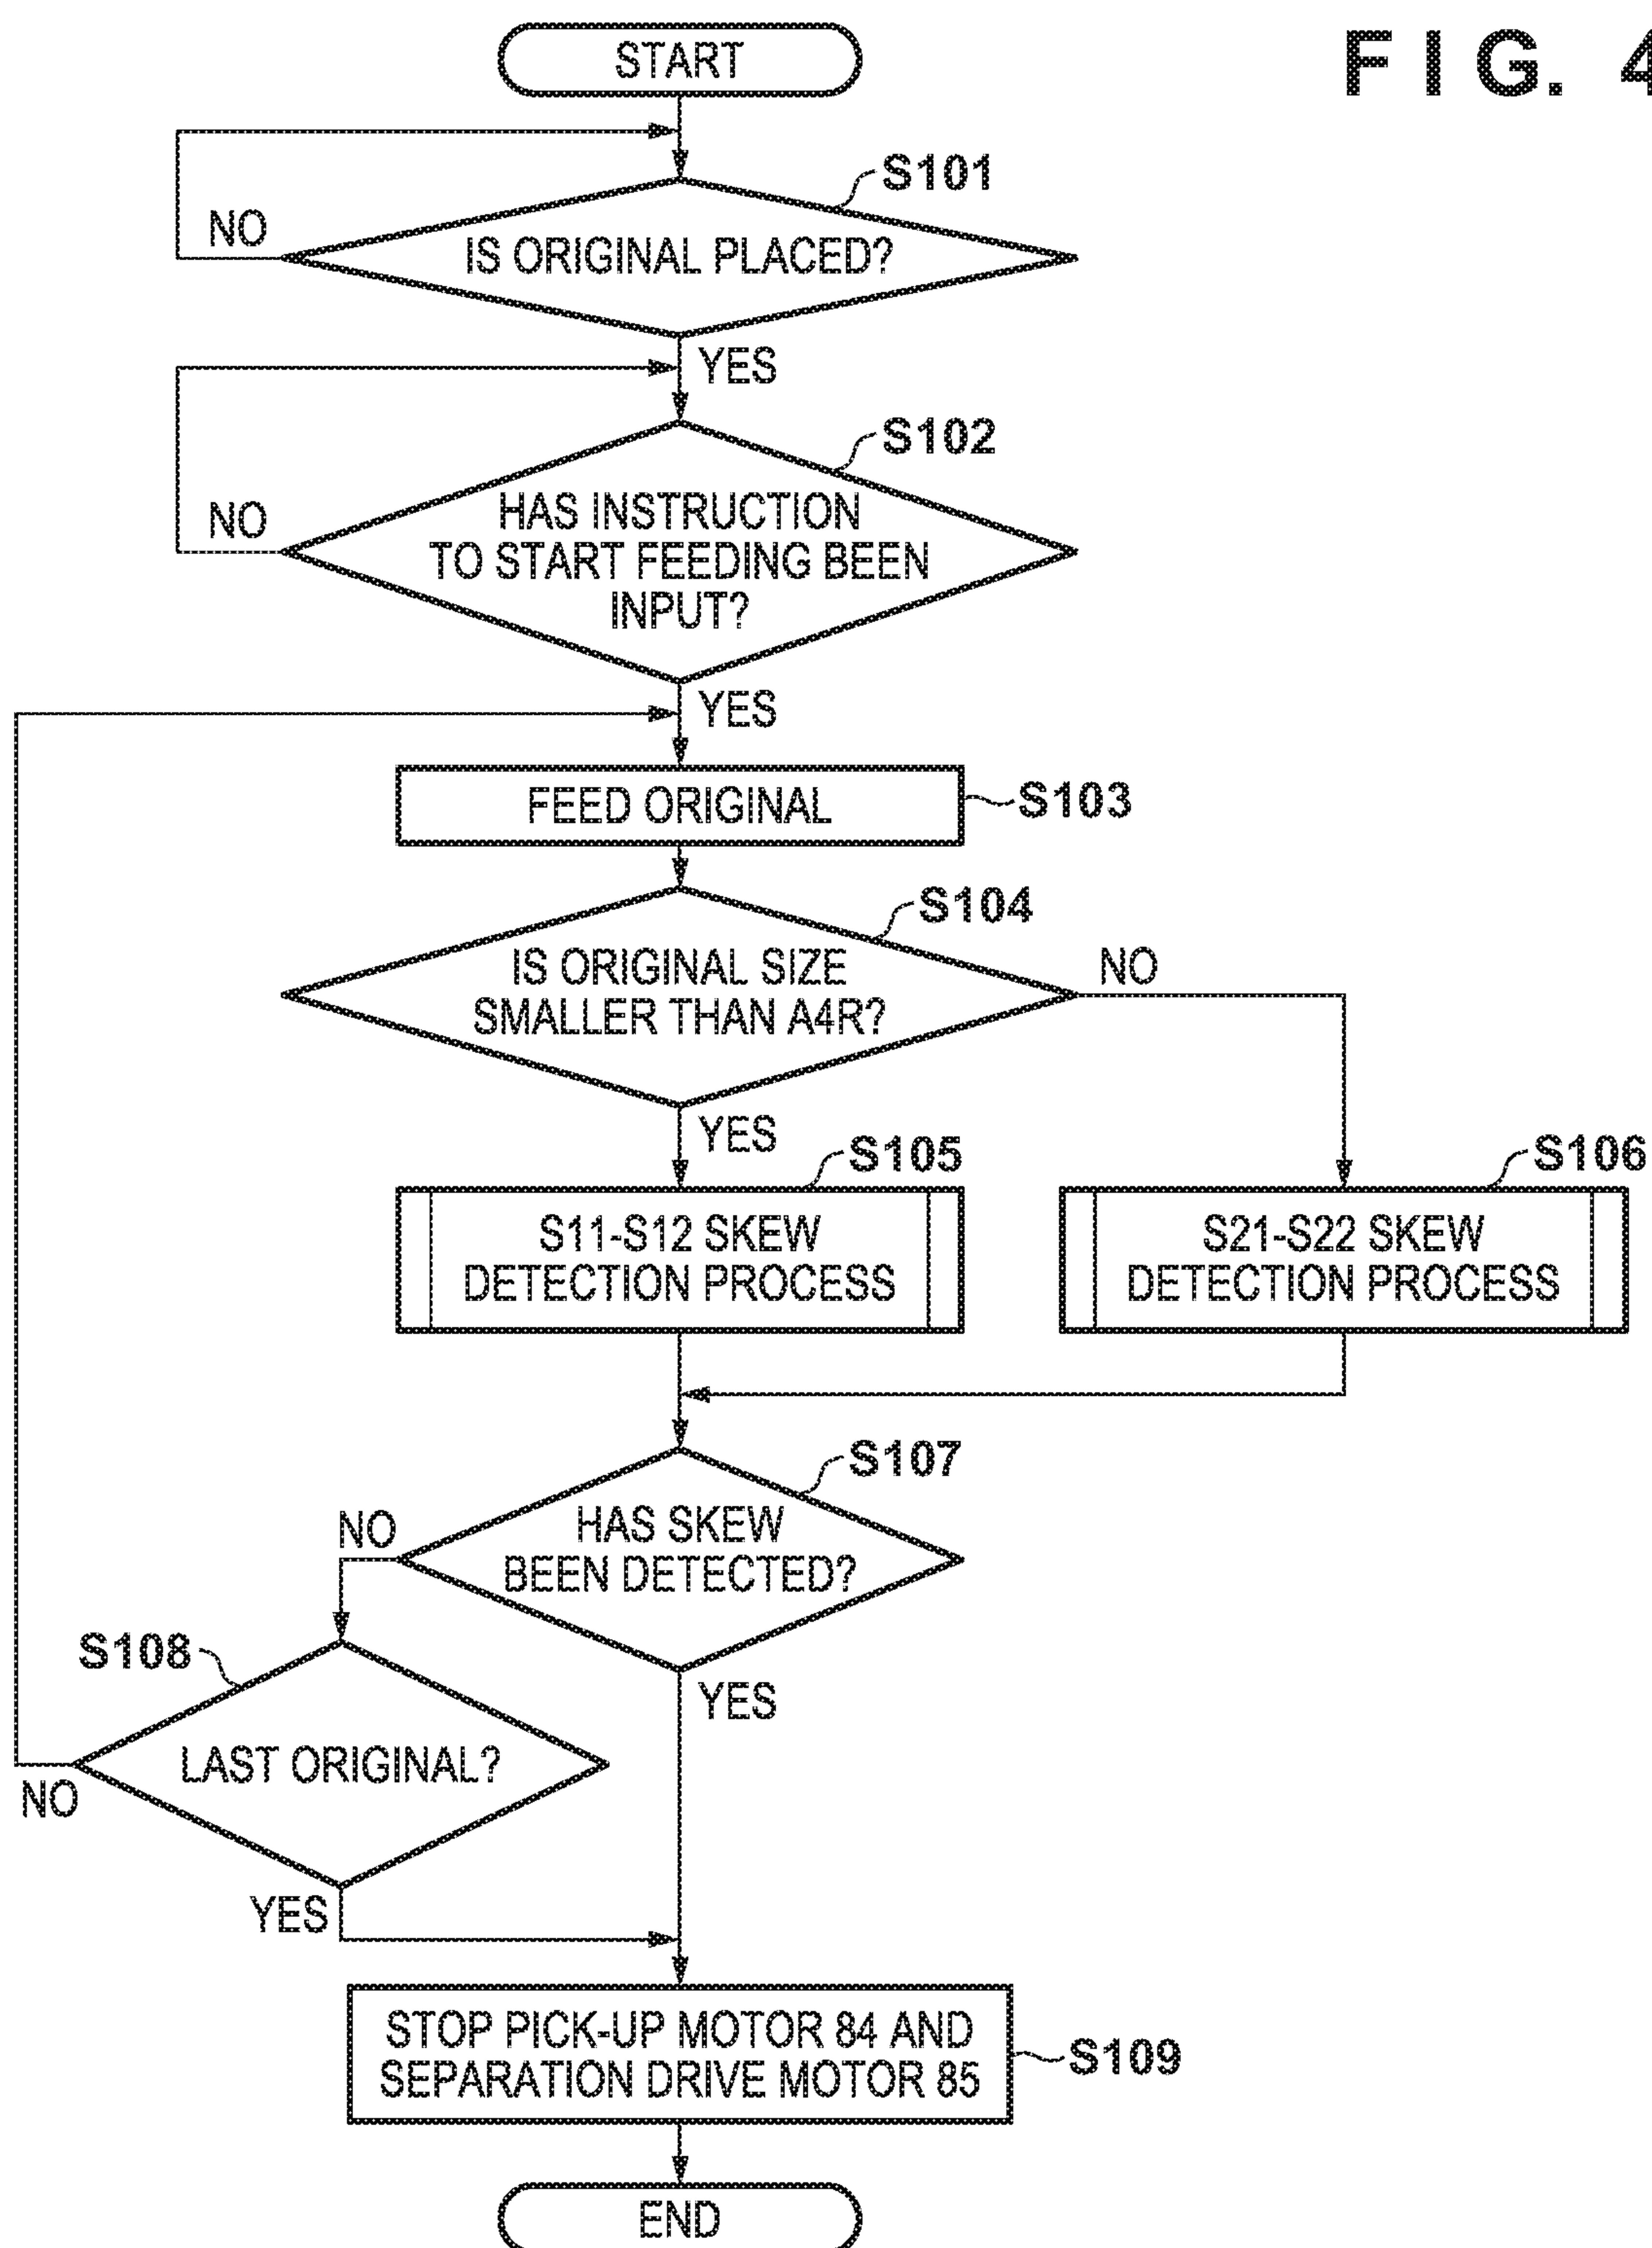 START
FIG. 4
S101
NO
IS ORIGINAL PLACED?
YES
S102
NO
HAS INSTRUCTION
TO START FEEDING BEEN
INPUT?
YES
FEED ORIGINAL
S103
S104
IS ORIGINAL SIZE
SMALLER THAN A4R?
NO
YES
S105
S106
S11-S12 SKEW
DETECTION PROCESS
S21-S22 SKEW
DETECTION PROCESS
S107
NO
HAS SKEW
BEEN DETECTED?
S108
YES
LAST ORIGINAL?
NO
YES
STOP PICK-UP MOTOR 84 AND
SEPARATION DRIVE MOTOR 85
S109
END